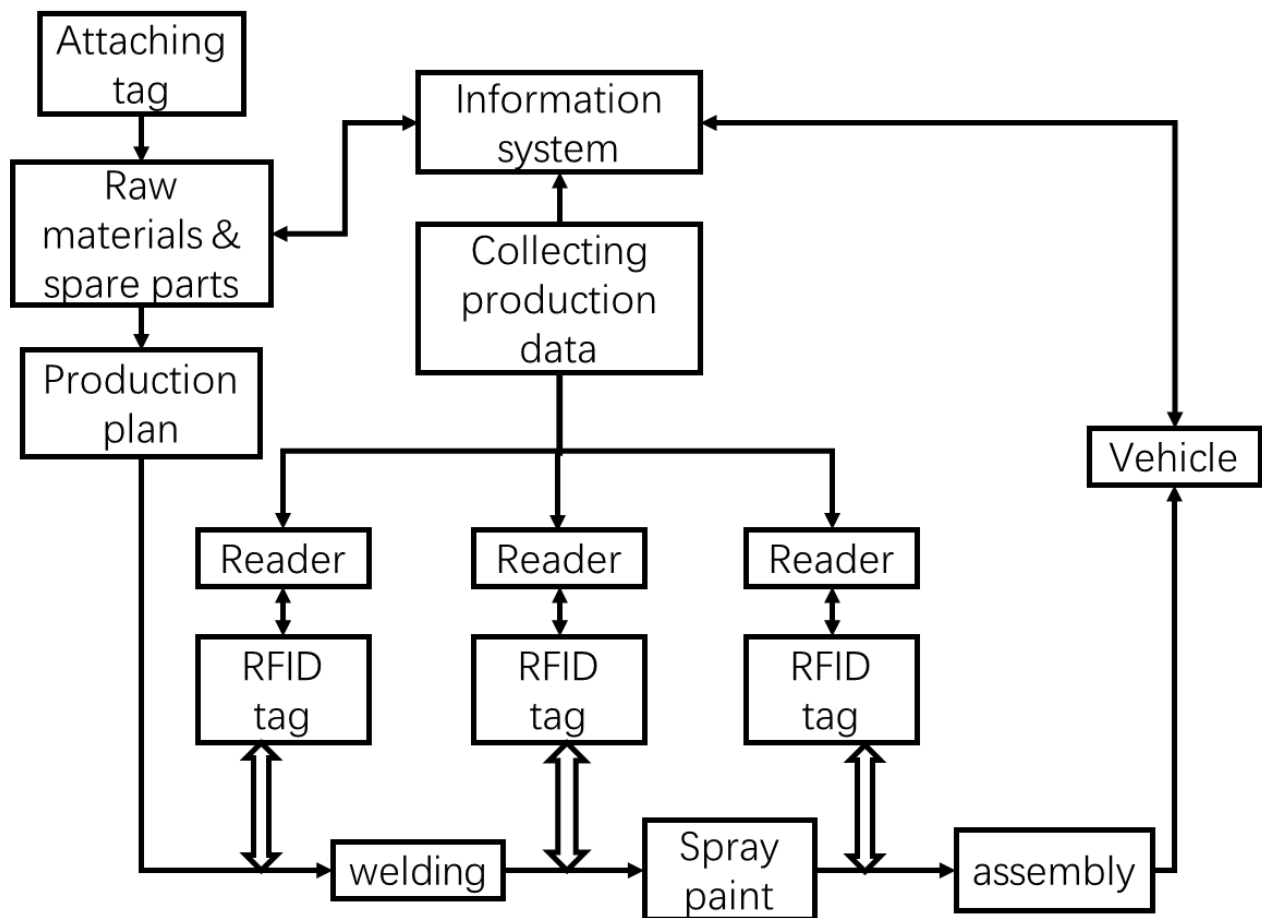 Attaching
tag
Information
system
Raw
materials &
spare parts
Collecting
production
data
Production
plan
Vehicle
Reader
Reader
Reader
RFID
tag
RFID
tag
RFID
tag
welding
Spray
paint
assembly